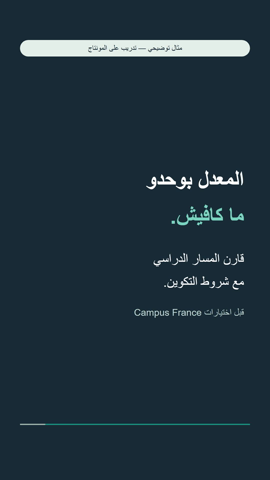 مثال توضيحي — تدريب على المونتاج
المعدل بوحدو
ما كافيش.
قارن المسار الدراسي
مع شروط التكوين.
قبل اختيارات Campus France